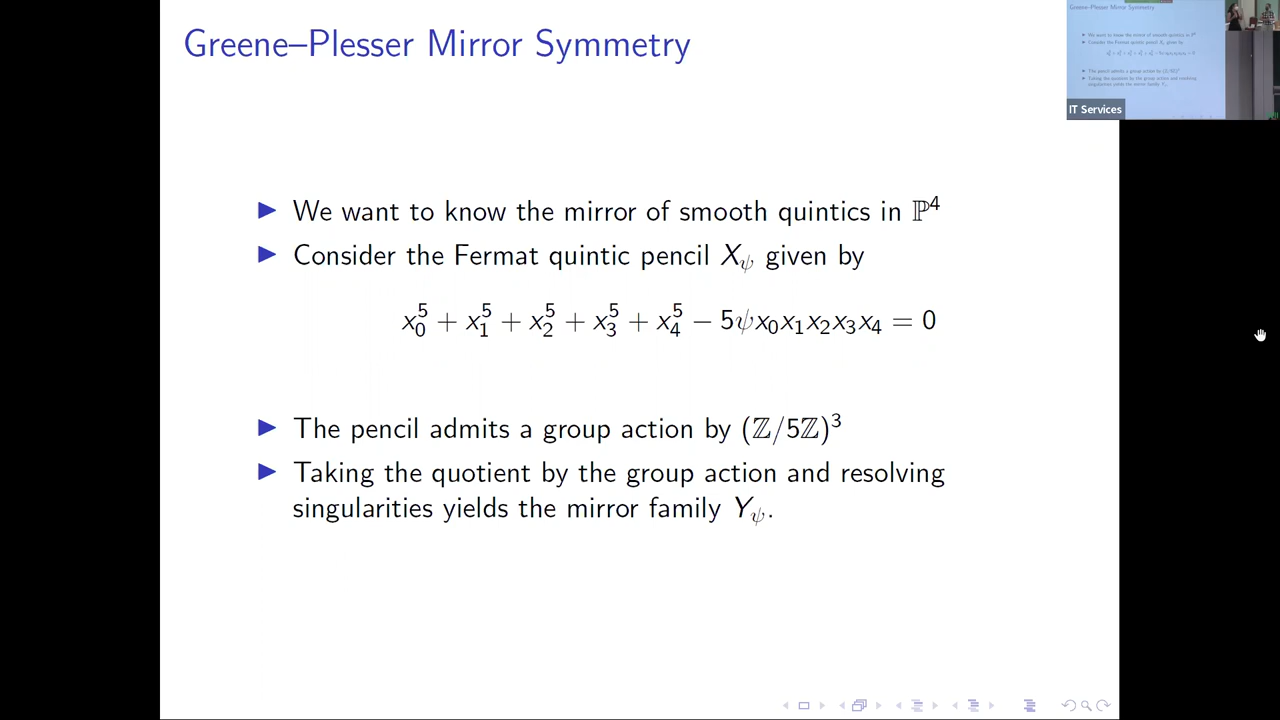 Greene–Plesser Mirror Symmetry
IT Services
▶ We want to know the mirror of smooth quintics in ℙ⁴
▶ Consider the Fermat quintic pencil X_ψ given by
x₀⁵ + x₁⁵ + x₂⁵ + x₃⁵ + x₄⁵ − 5ψx₀x₁x₂x₃x₄ = 0
▶ The pencil admits a group action by (ℤ/5ℤ)³
▶ Taking the quotient by the group action and resolving
singularities yields the mirror family Y_ψ.